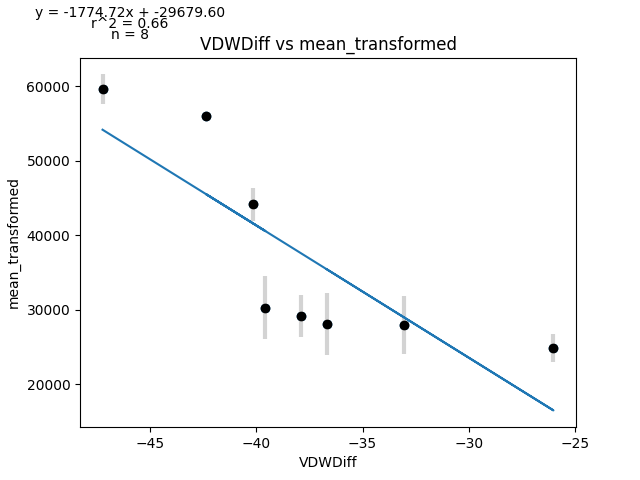 y = -1774.72x + -29679.60
r^2 = 0.66
n = 8
VDWDiff vs mean_transformed
mean_transformed
60000
50000
40000
30000
20000
−45
−40
−35
−30
−25
VDWDiff